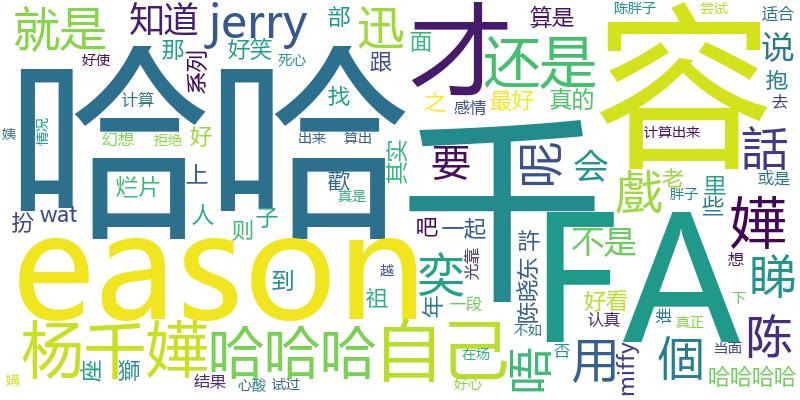 陈胖子
尝试
适合
就是
知道
jerry
部
迅
才
算是
容
说
那
好笑
面
还是
好使
系列
跟
死心
抱
哈哈
计算
找
之
感情
最好
真的
去
姨
情况
幻想
拒绝
好
出来
算出
其实
要
呢
会
计算出来
話
烂片
上
歡
真是
千
戲
老
胖子
里
或是
些
扮
wat
人
则
子
吧
一起
許
FA
不是
嬅
eason
到
越
奕
光靠
陈晓东
想
睇
祖
年
一段
好看
下
杨千嬅
哈哈哈
自己
不如
认真
谁
真正
陈
座
獅
在场
唔
否
用
miffy
個
当面
媾
结果
心酸
试过
好心
哈哈哈哈